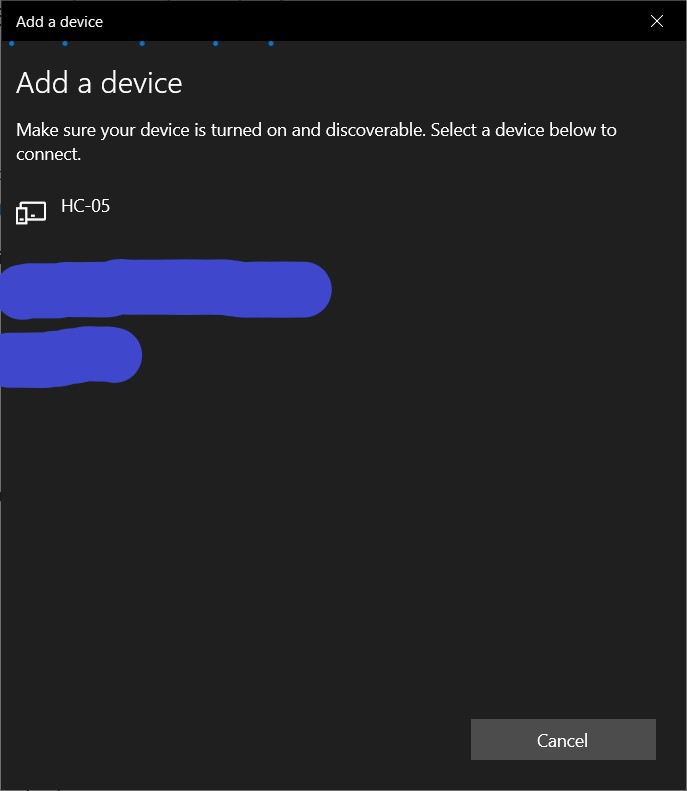 Add a device
Add a device
Make sure your device is turned on and discoverable. Select a device below to
connect.
HC-05
Cancel